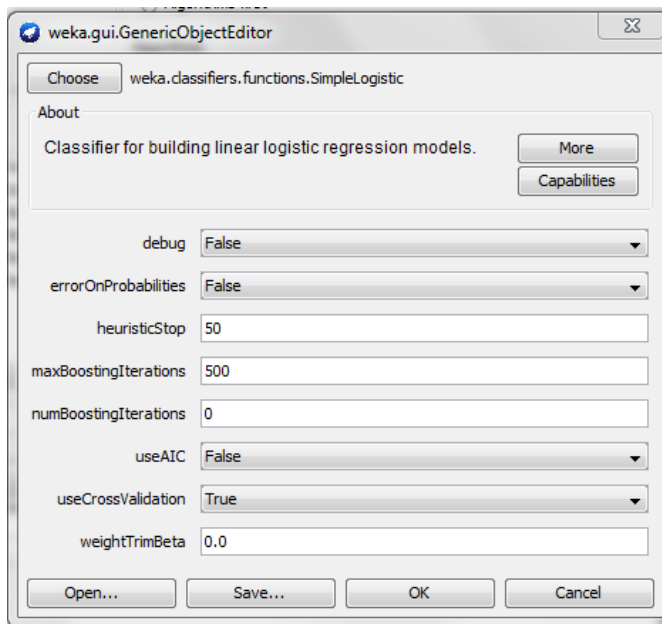 weka.gui.GenericObjectEditor
Choose weka.classifiers.functions.SimpleLogistic
About
Classifier for building linear logistic regression models.
More
Capabilities
debug False
errorOnProbabilities False
heuristicStop 50
maxBoostingIterations 500
numBoostingIterations 0
useAIC False
useCrossValidation True
weightTrimBeta 0.0
Open... Save... OK Cancel